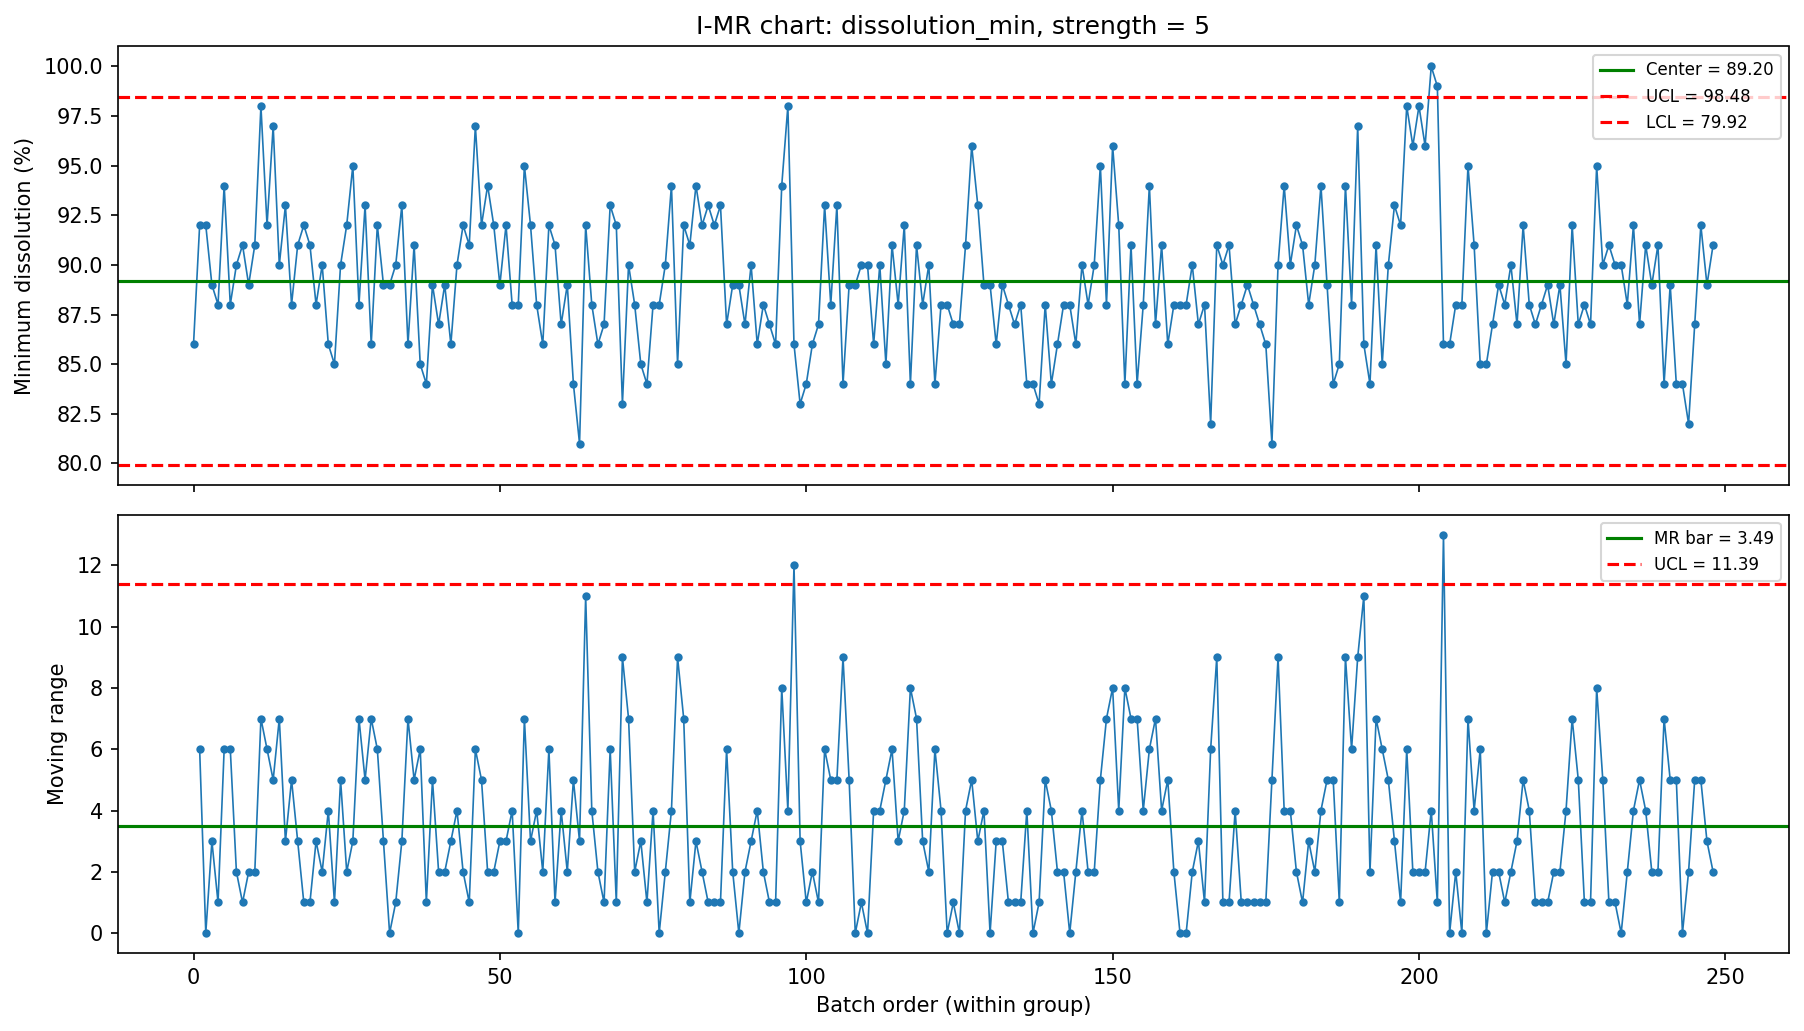 I-MR chart: dissolution_min, strength = 5
Minimum dissolution (%)
100.0
97.5
95.0
92.5
90.0
87.5
85.0
82.5
80.0
Center = 89.20
UCL = 98.48
LCL = 79.92
Moving range
12
10
8
6
4
2
0
MR bar = 3.49
UCL = 11.39
0 50 100 150 200 250
Batch order (within group)